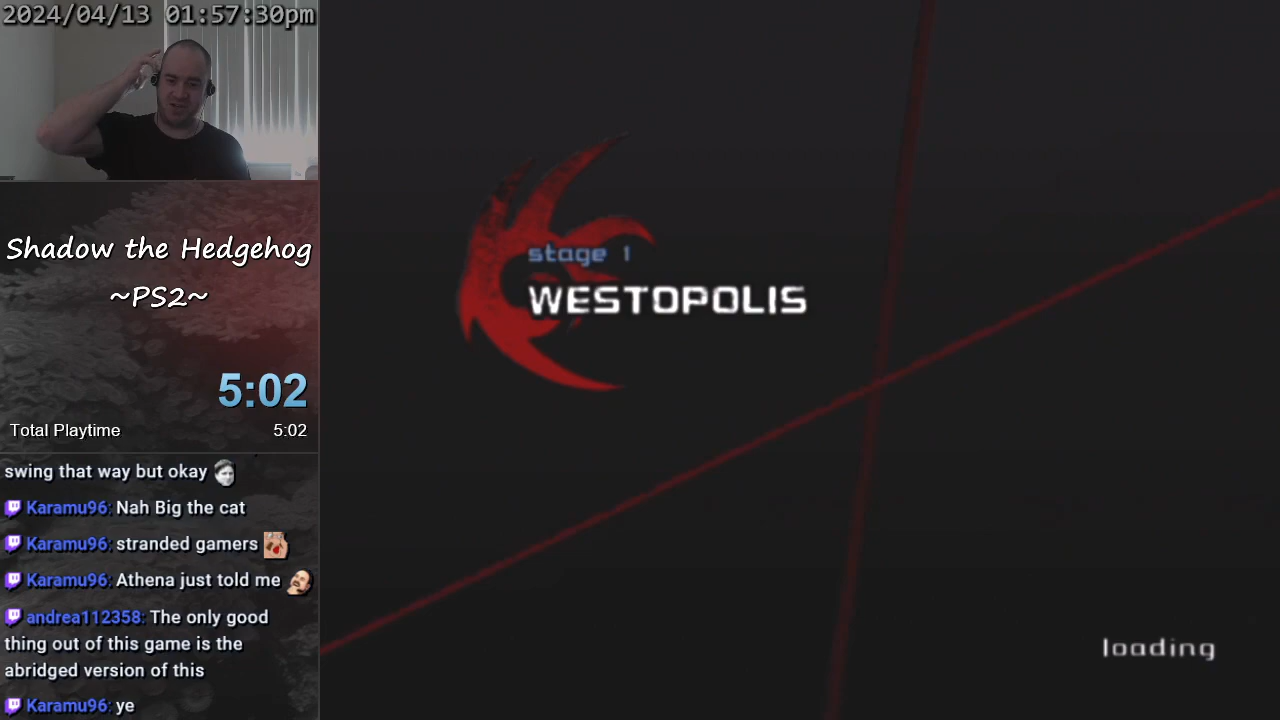 2024/04/13 01:57:30pm
Shadow the Hedgehog
~PS2~
5:02
Total Playtime 5:02
swing that way but okay
Karamu96: Nah Big the cat
Karamu96: stranded gamers
Karamu96: Athena just told me
andrea112358: The only good
thing out of this game is the
abridged version of this
Karamu96: ye
stage 1
WESTOPOLIS
loading